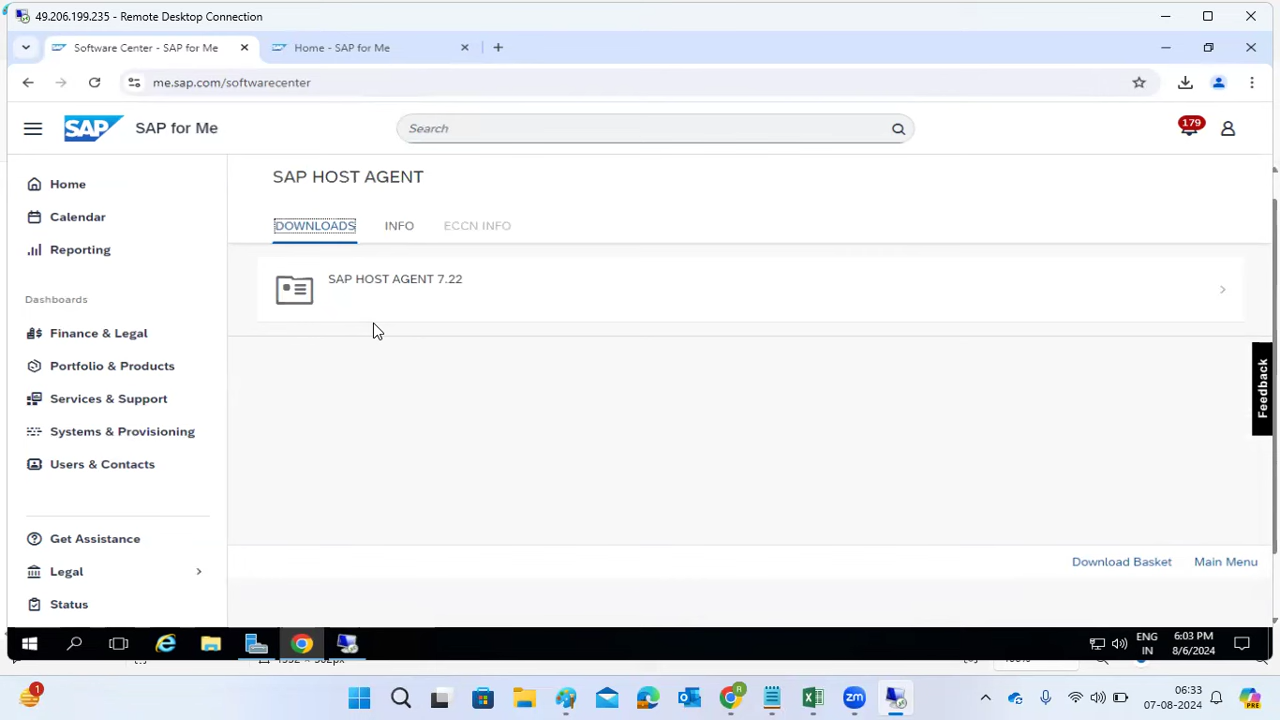 49.206.199.235 - Remote Desktop Connection
Software Center - SAP for Me
Home - SAP for Me
me.sap.com/softwarecenter
SAP
SAP for Me
Search
179
Home
Calendar
Reporting
Dashboards
Finance & Legal
Portfolio & Products
Services & Support
Systems & Provisioning
Users & Contacts
Get Assistance
Legal
Status
SAP HOST AGENT
DOWNLOADS
INFO
ECCN INFO
SAP HOST AGENT 7.22
Feedback
Download Basket
Main Menu
ENG
IN
6:03 PM
8/6/2024
1
06:33
07-08-2024
PRE